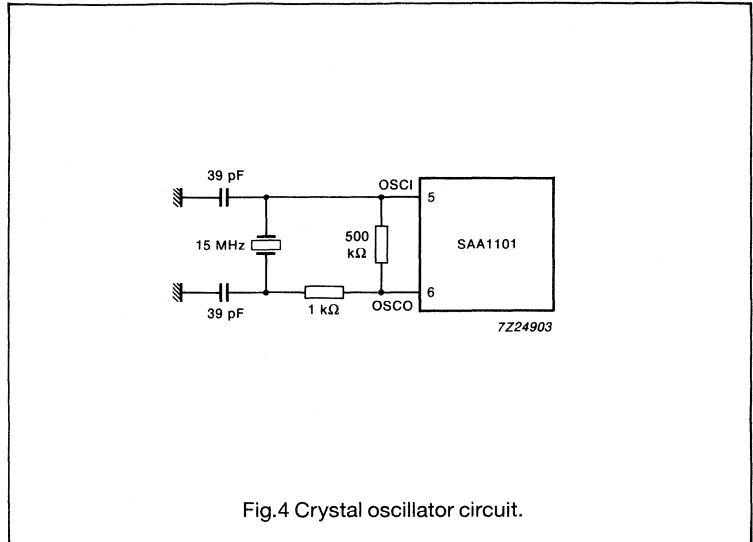 39 pF
OSCI
5
15 MHz
500
kΩ
SAA1101
6
39 pF
1 kΩ
OSCO
7Z24903
Fig.4 Crystal oscillator circuit.